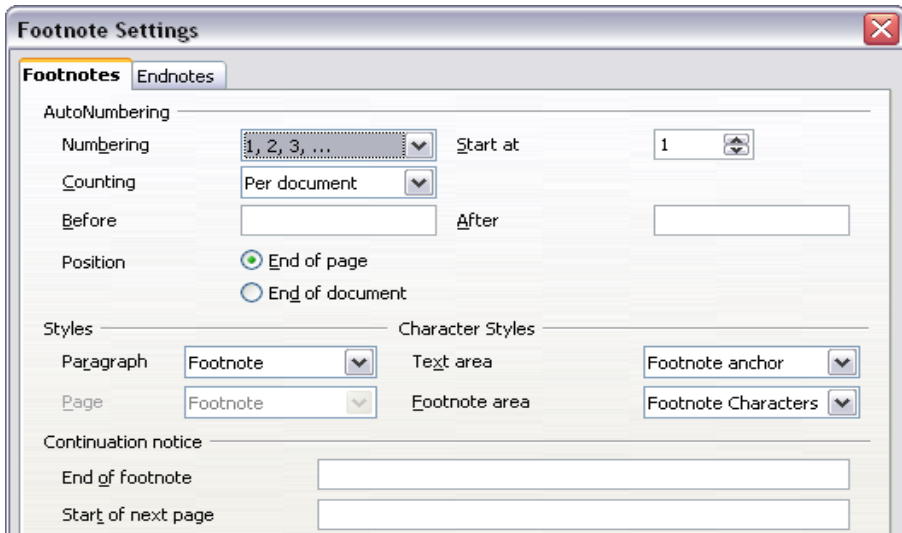 Footnote Settings
Footnotes Endnotes
AutoNumbering
Numbering 1, 2, 3, ... Start at 1
Counting Per document
Before After
Position End of page
End of document
Styles Character Styles
Paragraph Footnote Text area Footnote anchor
Page Footnote Footnote area Footnote Characters
Continuation notice
End of footnote
Start of next page